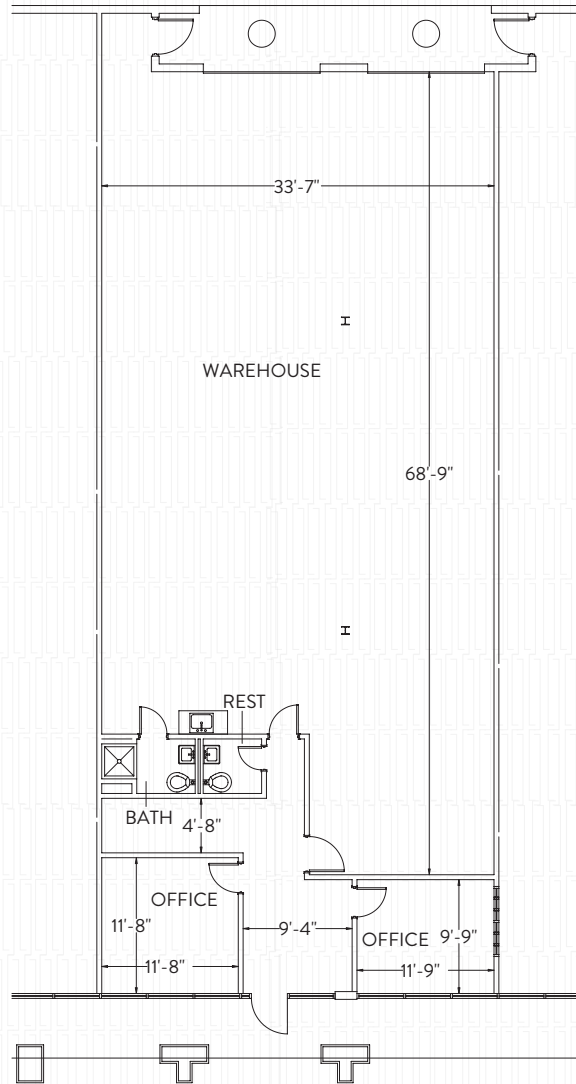 33'-7"
WAREHOUSE
68'-9"
REST
BATH
4'-8"
OFFICE
11'-8"
9'-4"
OFFICE
9'-9"
11'-8"
11'-9"